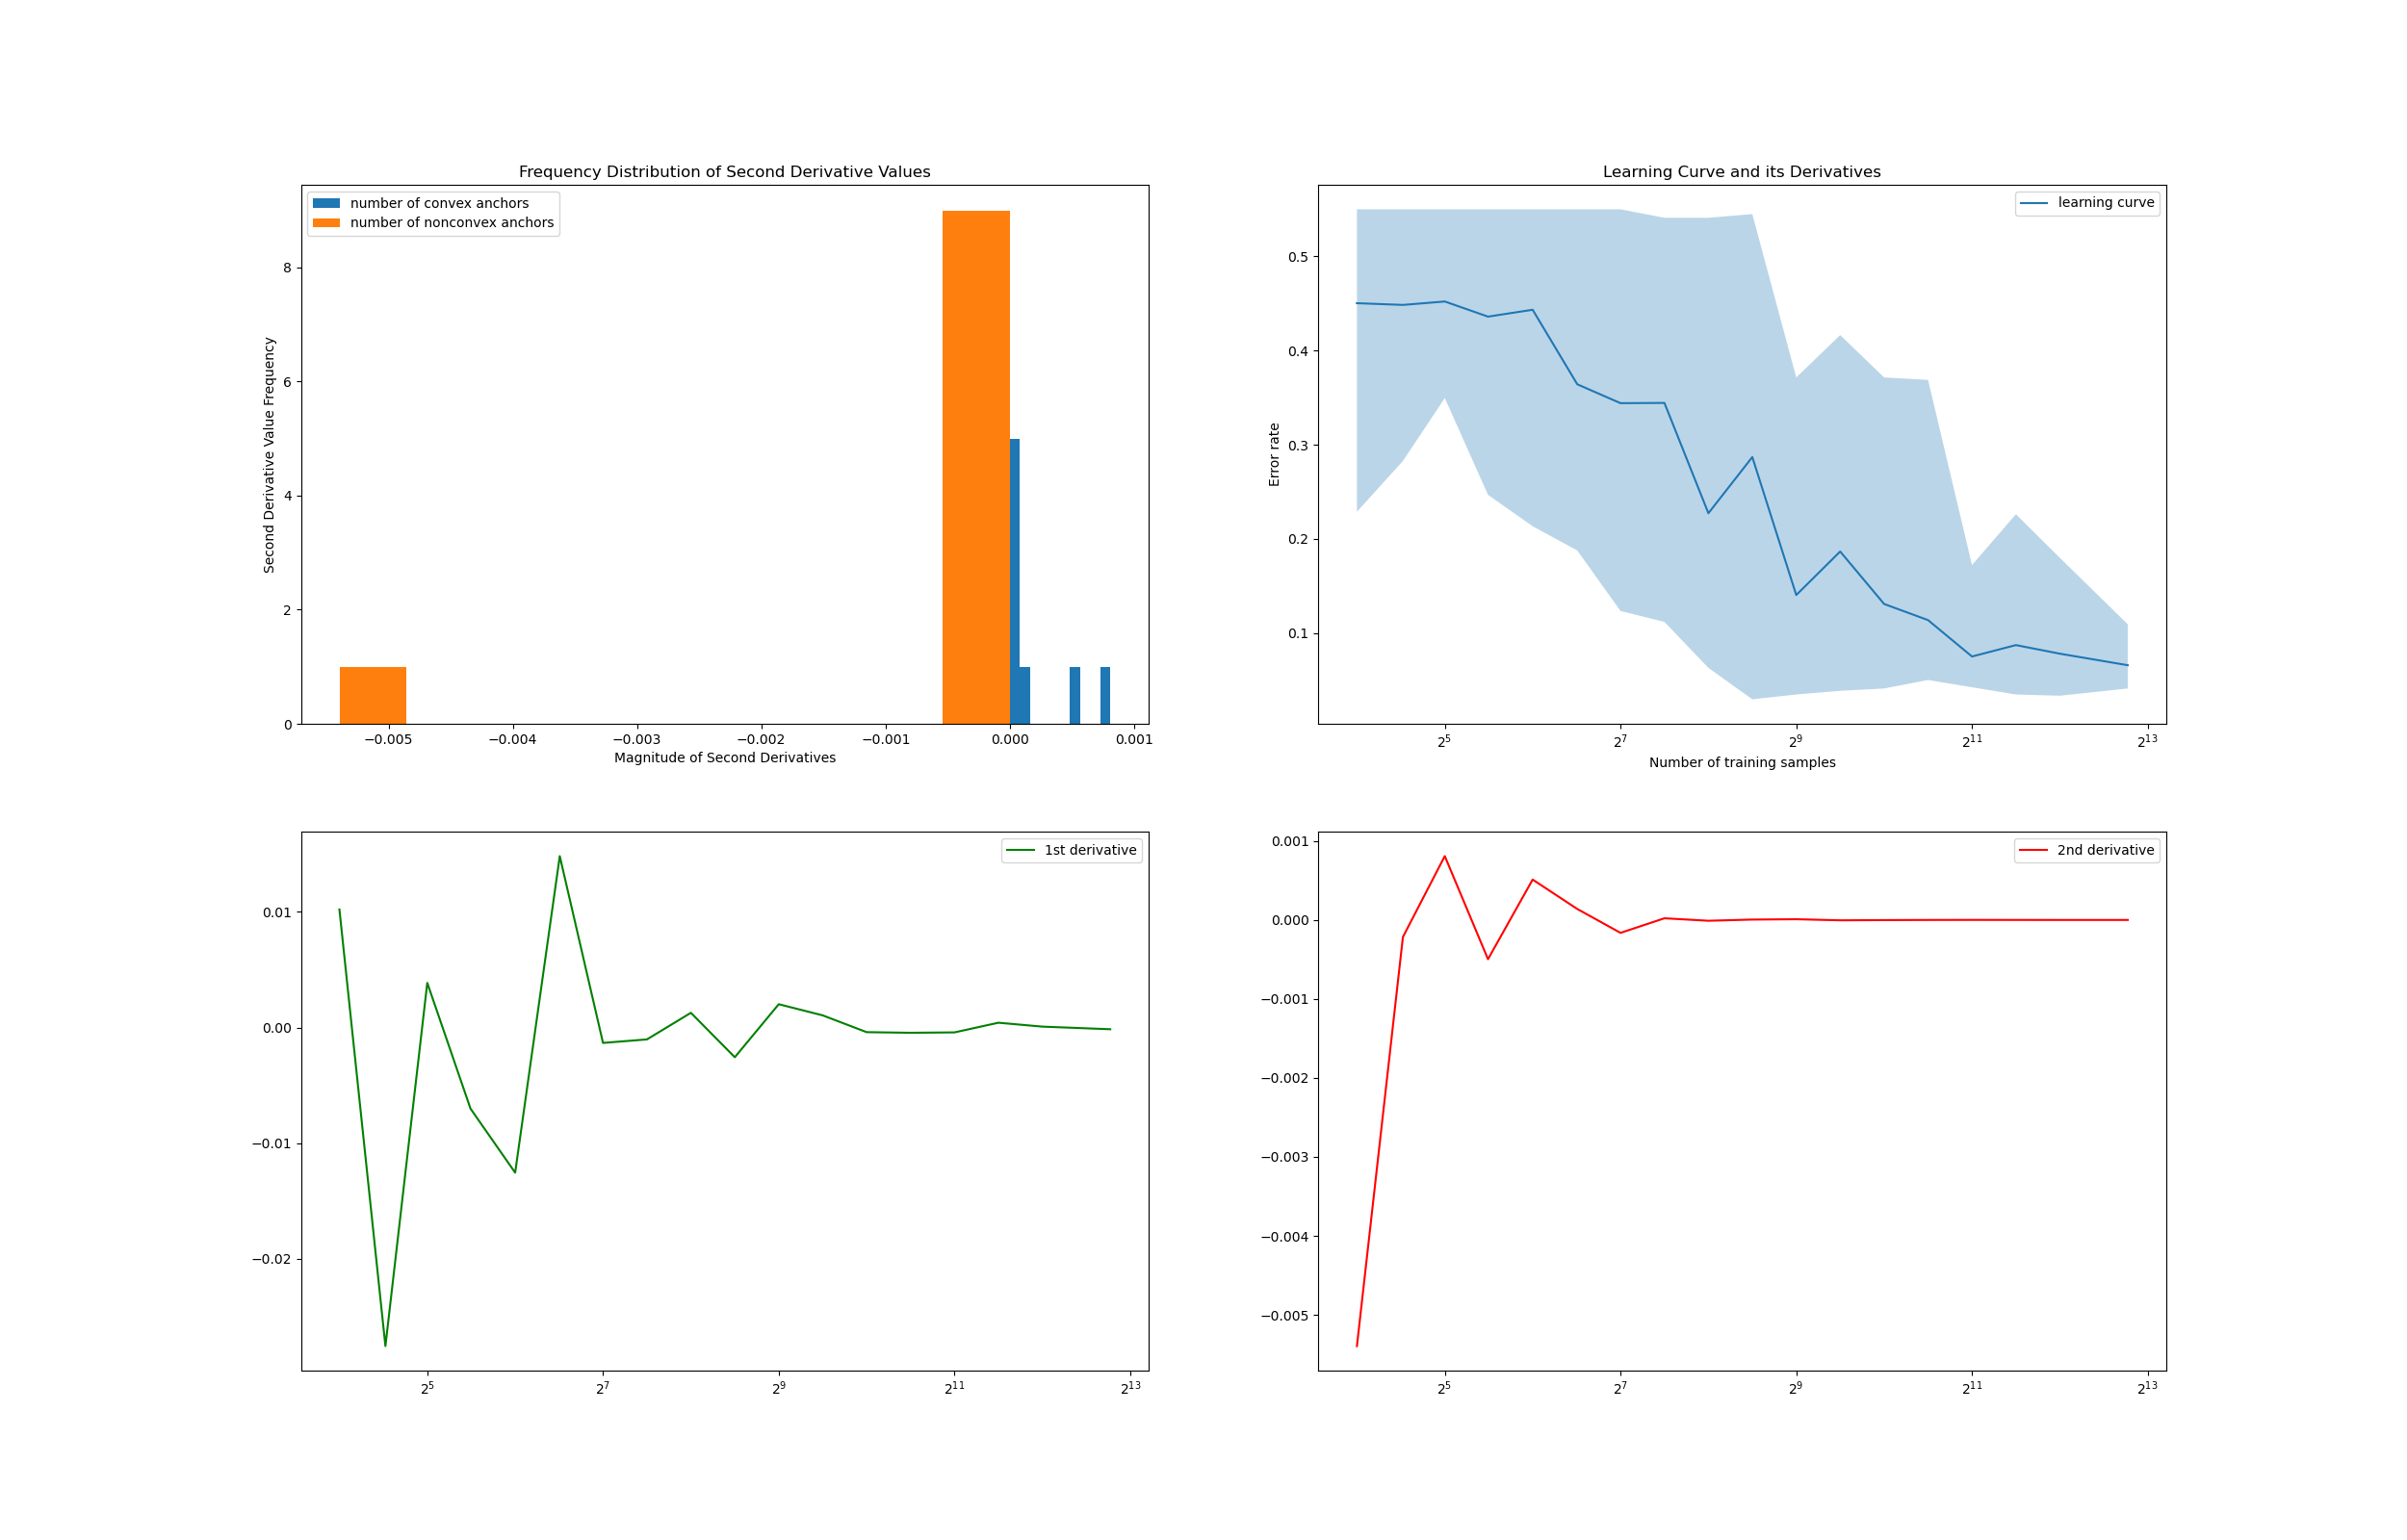 Frequency Distribution of Second Derivative Values
number of convex anchors
number of nonconvex anchors
Second Derivative Value Frequency
8
6
4
2
0
−0.005 −0.004 −0.003 −0.002 −0.001 0.000 0.001
Magnitude of Second Derivatives
Learning Curve and its Derivatives
learning curve
Error rate
0.5
0.4
0.3
0.2
0.1
2^5 2^7 2^9 2^11 2^13
Number of training samples
1st derivative
0.01
0.00
−0.01
−0.02
2^5 2^7 2^9 2^11 2^13
2nd derivative
0.001
0.000
−0.001
−0.002
−0.003
−0.004
−0.005
2^5 2^7 2^9 2^11 2^13